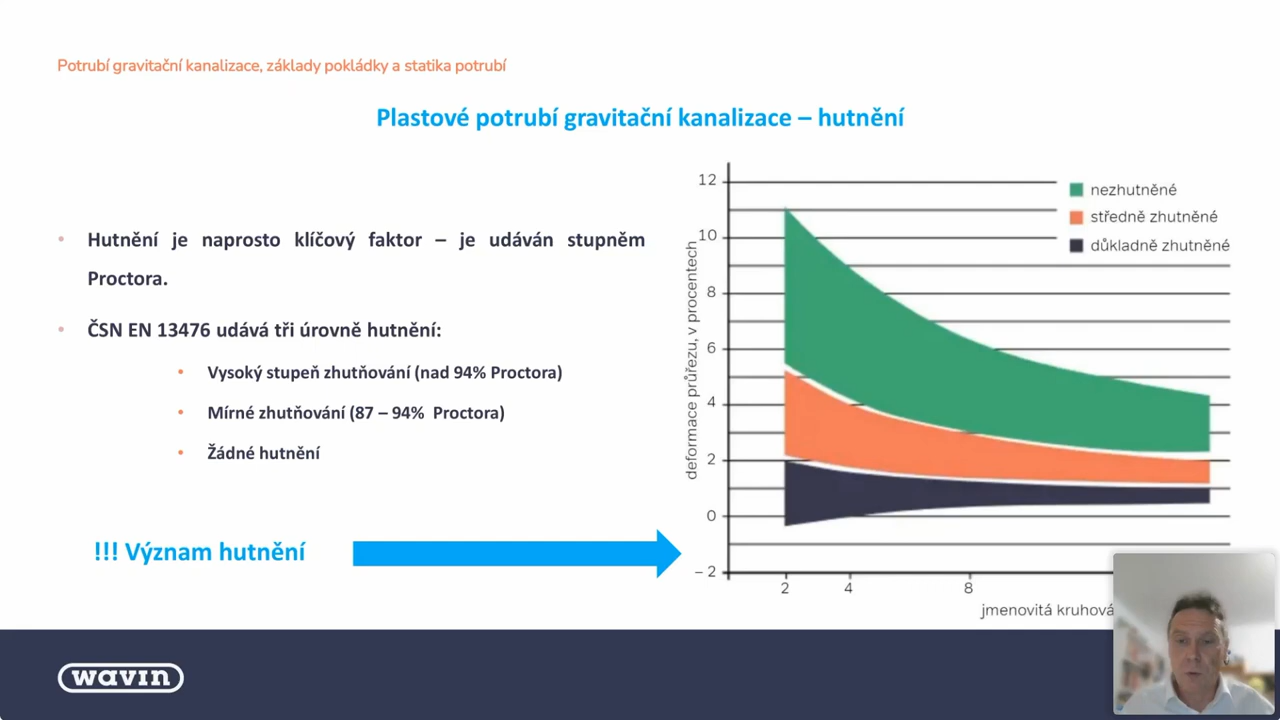 Potrubí gravitační kanalizace, základy pokládky a statika potrubí
Plastové potrubí gravitační kanalizace – hutnění
• Hutnění je naprosto klíčový faktor – je udáván stupněm
Proctora.
• ČSN EN 13476 udává tři úrovně hutnění:
• Vysoký stupeň zhutňování (nad 94% Proctora)
• Mírné zhutňování (87 – 94% Proctora)
• Žádné hutnění
!!! Význam hutnění
nezhutněné
středně zhutněné
důkladně zhutněné
deformace průřezu, v procentech
12
10
8
6
4
2
0
– 2
2 4 8
jmenovitá kruhová
wavin